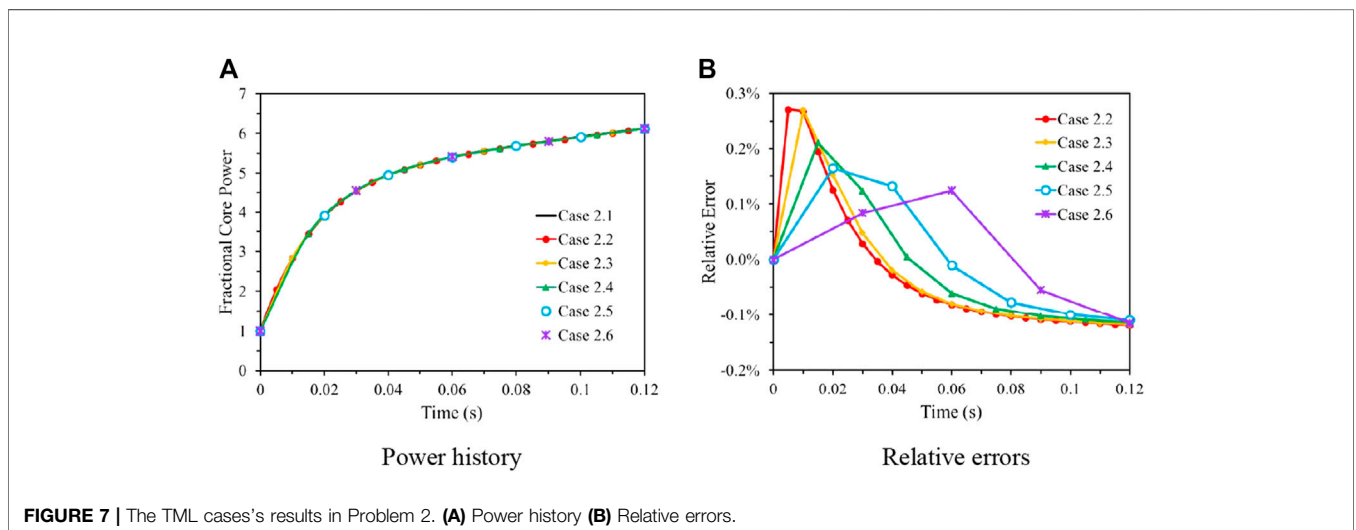 A
7
6
5
4
3
2
1
0
Fractional Core Power
Case 2.1
Case 2.2
Case 2.3
Case 2.4
Case 2.5
Case 2.6
0 0.02 0.04 0.06 0.08 0.1 0.12
Time (s)
Power history
B
0.3%
0.2%
0.1%
0.0%
-0.1%
-0.2%
Relative Error
Case 2.2
Case 2.3
Case 2.4
Case 2.5
Case 2.6
0 0.02 0.04 0.06 0.08 0.1 0.12
Time (s)
Relative errors
FIGURE 7 | The TML cases's results in Problem 2. (A) Power history (B) Relative errors.